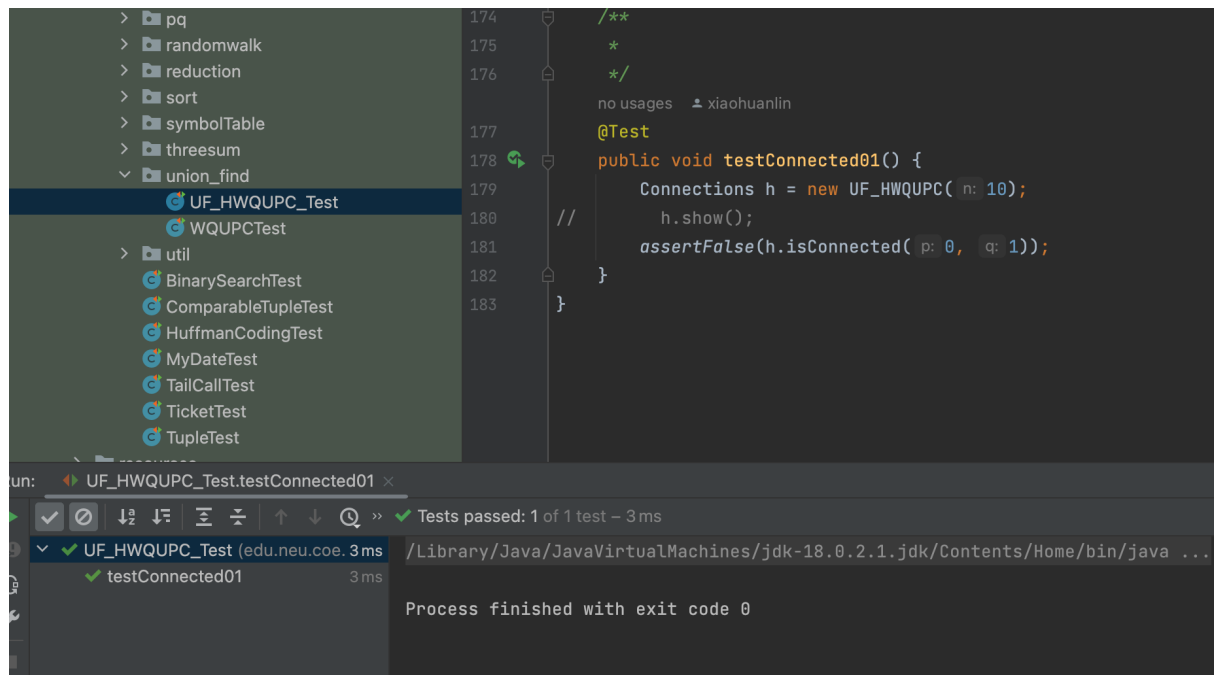 pq
randomwalk
reduction
sort
symbolTable
threesum
union_find
UF_HWQUPC_Test
WQUPCTest
util
BinarySearchTest
ComparableTupleTest
HuffmanCodingTest
MyDateTest
TailCallTest
TicketTest
TupleTest
174 /**
175 *
176 */
no usages xiaohuanlin
177 @Test
178 public void testConnected01() {
179 Connections h = new UF_HWQUPC( n: 10);
180 // h.show();
181 assertFalse(h.isConnected( p: 0, q: 1));
182 }
183 }
UF_HWQUPC_Test.testConnected01
Tests passed: 1 of 1 test – 3 ms
UF_HWQUPC_Test (edu.neu.coe. 3 ms
testConnected01 3 ms
/Library/Java/JavaVirtualMachines/jdk-18.0.2.1.jdk/Contents/Home/bin/java ...
Process finished with exit code 0